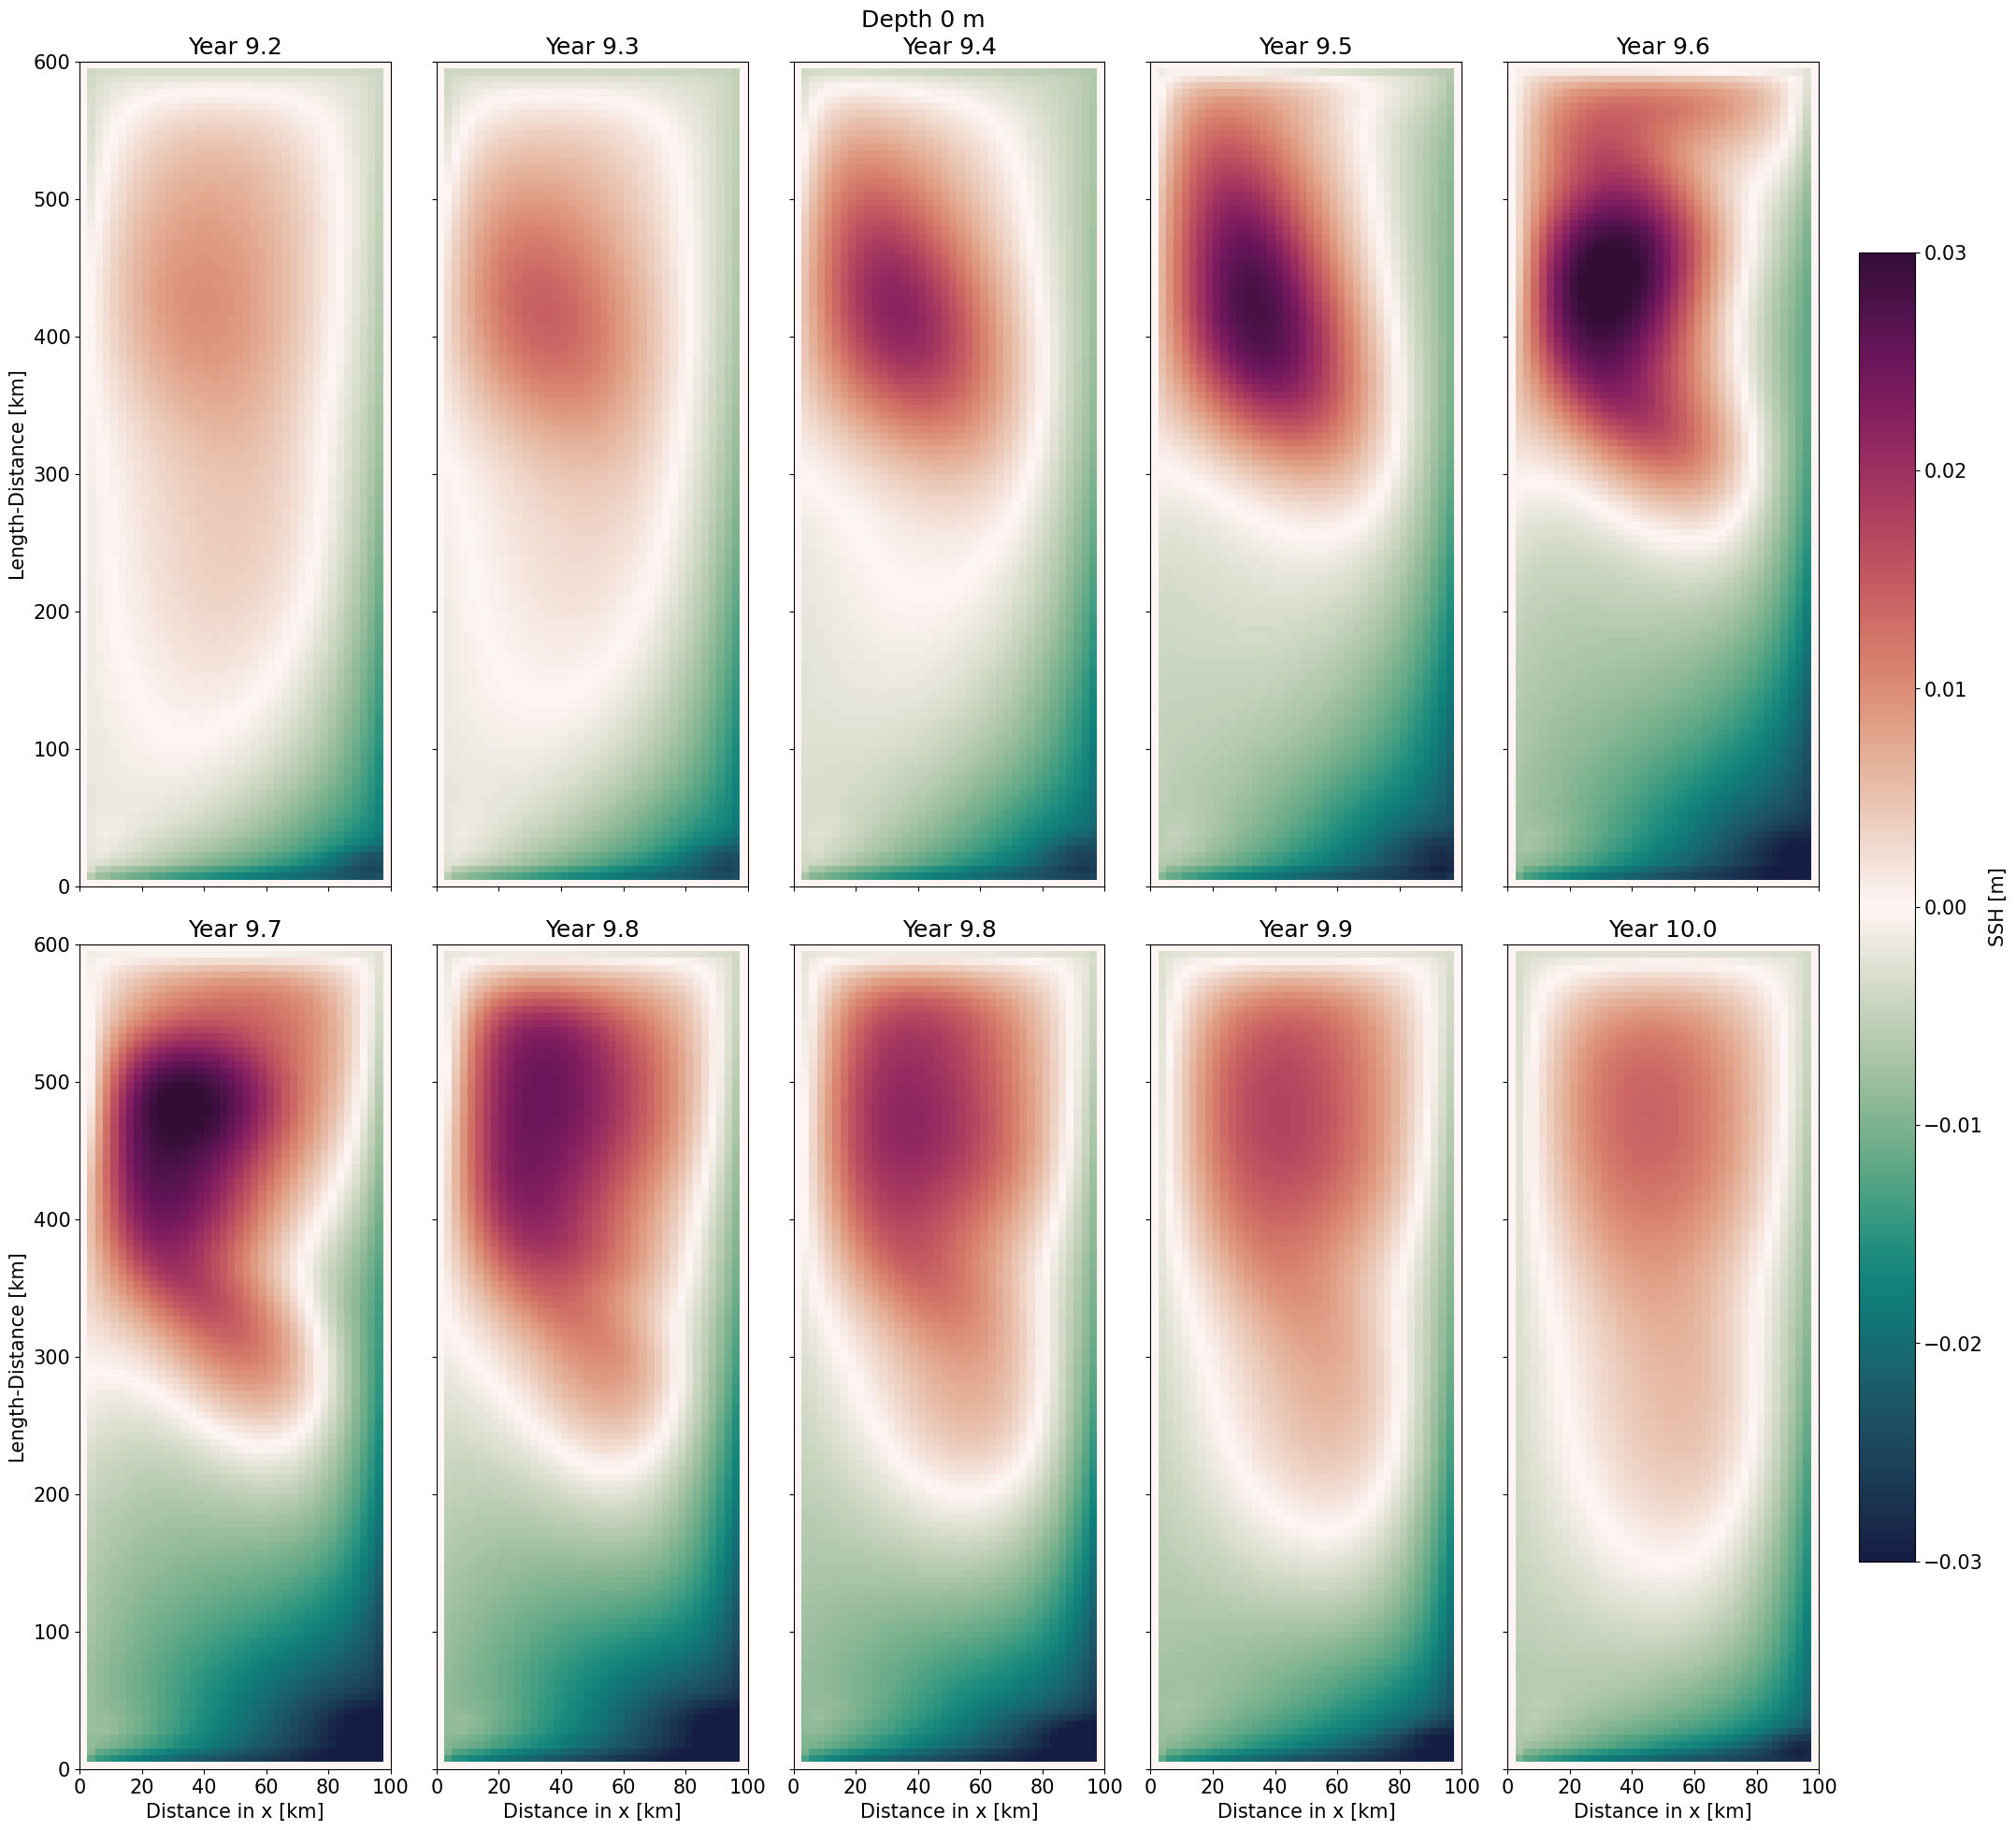 Depth 0 m
Year 9.2
Year 9.3
Year 9.4
Year 9.5
Year 9.6
600
500
400
300
200
100
0
Length-Distance [km]
0.03
0.02
0.01
0.00
−0.01
−0.02
−0.03
SSH [m]
Year 9.7
Year 9.8
Year 9.8
Year 9.9
Year 10.0
600
500
400
300
200
100
0
Length-Distance [km]
0 20 40 60 80 100
0 20 40 60 80 100
0 20 40 60 80 100
0 20 40 60 80 100
0 20 40 60 80 100
Distance in x [km]
Distance in x [km]
Distance in x [km]
Distance in x [km]
Distance in x [km]